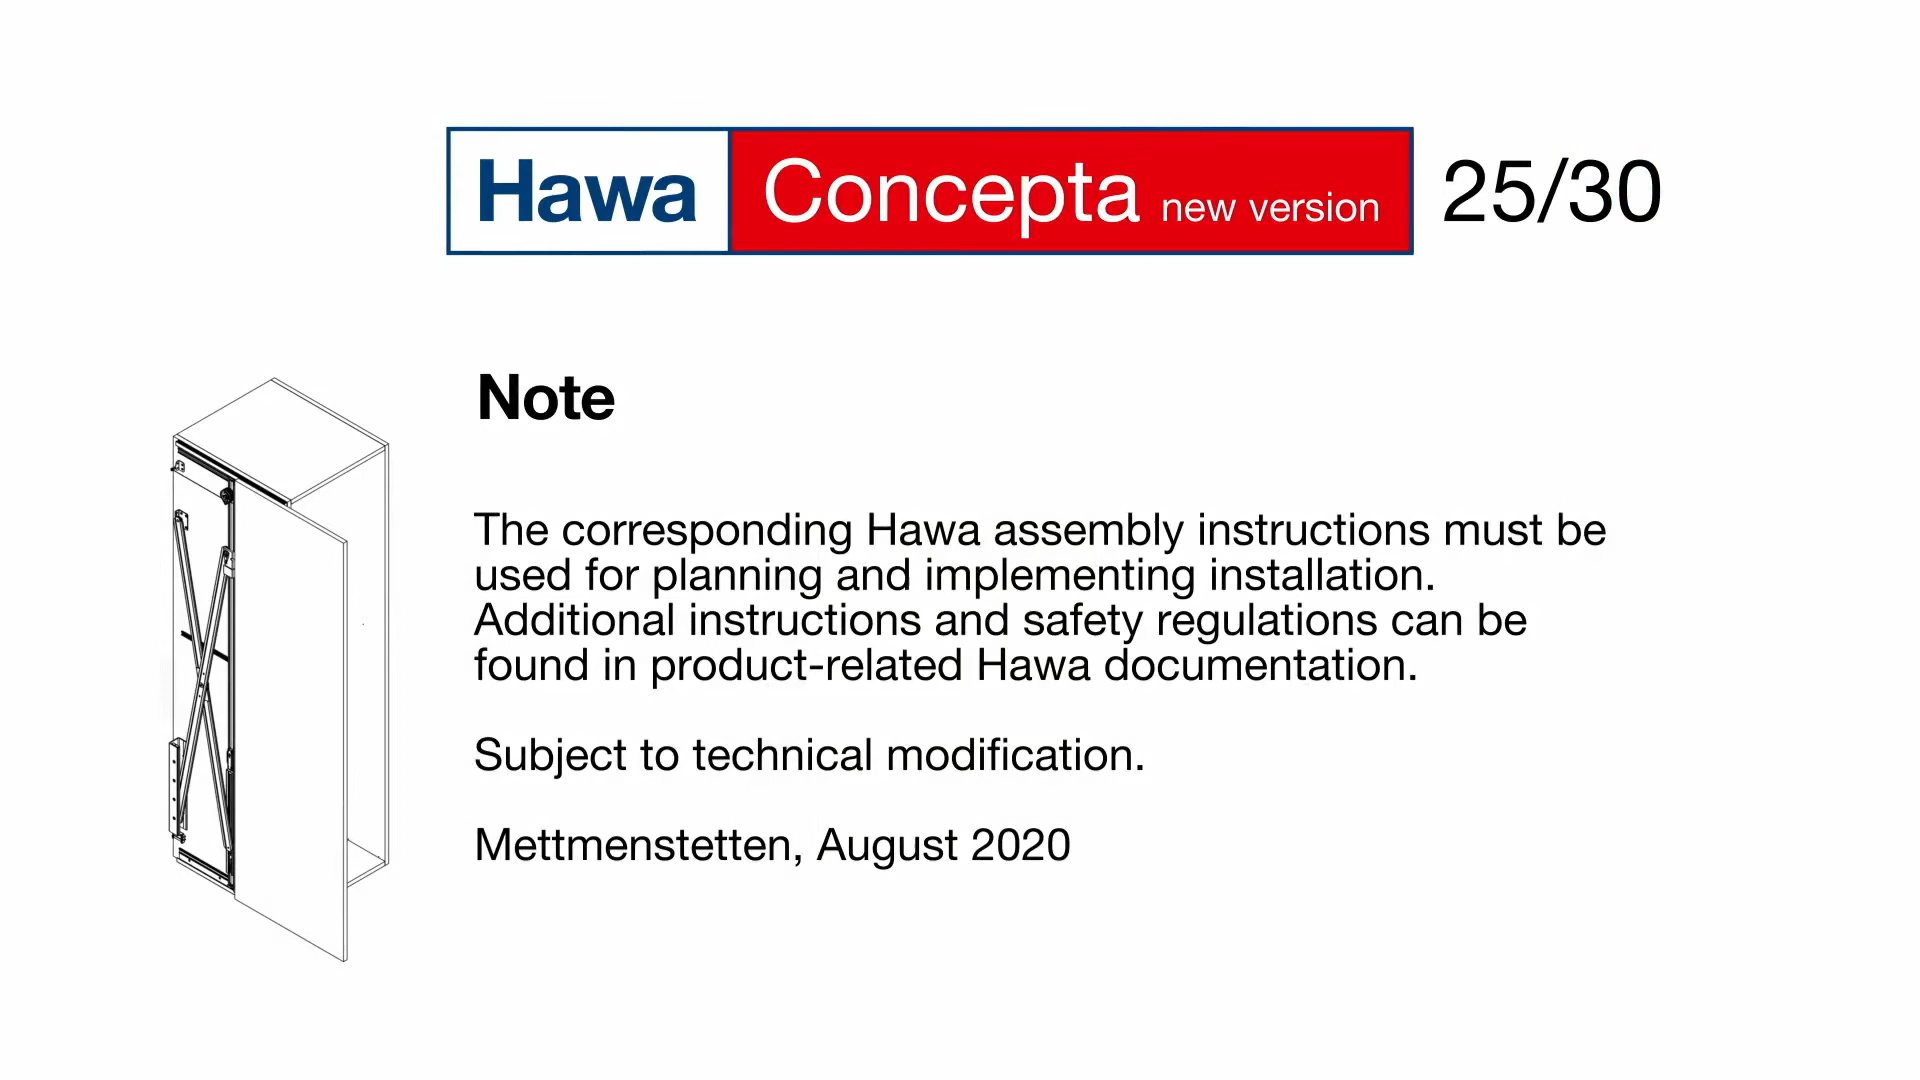 Hawa Concepta new version 25/30
Note
The corresponding Hawa assembly instructions must be
used for planning and implementing installation.
Additional instructions and safety regulations can be
found in product-related Hawa documentation.
Subject to technical modification.
Mettmenstetten, August 2020